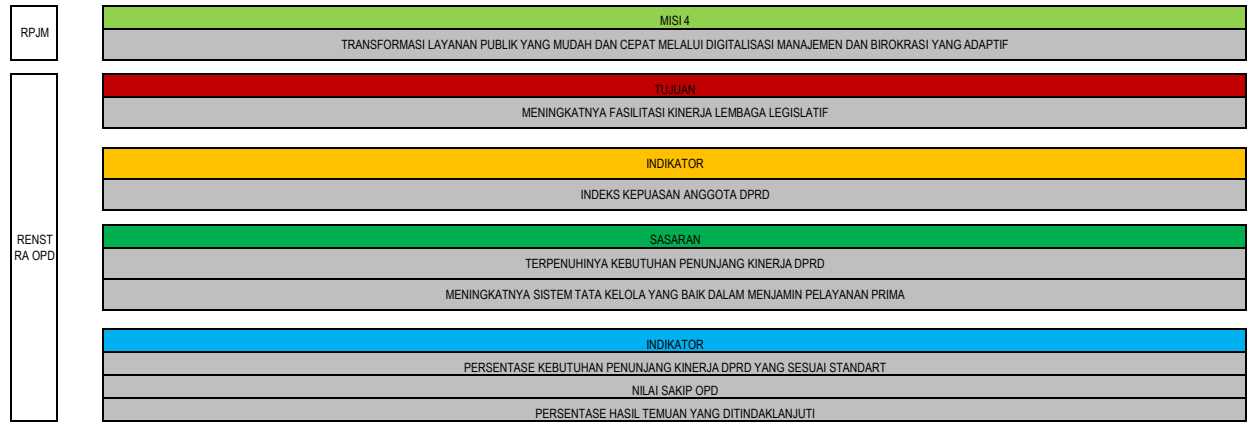 RPJM
MISI 4
TRANSFORMASI LAYANAN PUBLIK YANG MUDAH DAN CEPAT MELALUI DIGITALISASI MANAJEMEN DAN BIROKRASI YANG ADAPTIF
RENST
RA OPD
TUJUAN
MENINGKATNYA FASILITASI KINERJA LEMBAGA LEGISLATIF
INDIKATOR
INDEKS KEPUASAN ANGGOTA DPRD
SASARAN
TERPENUHINYA KEBUTUHAN PENUNJANG KINERJA DPRD
MENINGKATNYA SISTEM TATA KELOLA YANG BAIK DALAM MENJAMIN PELAYANAN PRIMA
INDIKATOR
PERSENTASE KEBUTUHAN PENUNJANG KINERJA DPRD YANG SESUAI STANDART
NILAI SAKIP OPD
PERSENTASE HASIL TEMUAN YANG DITINDAKLANJUTI